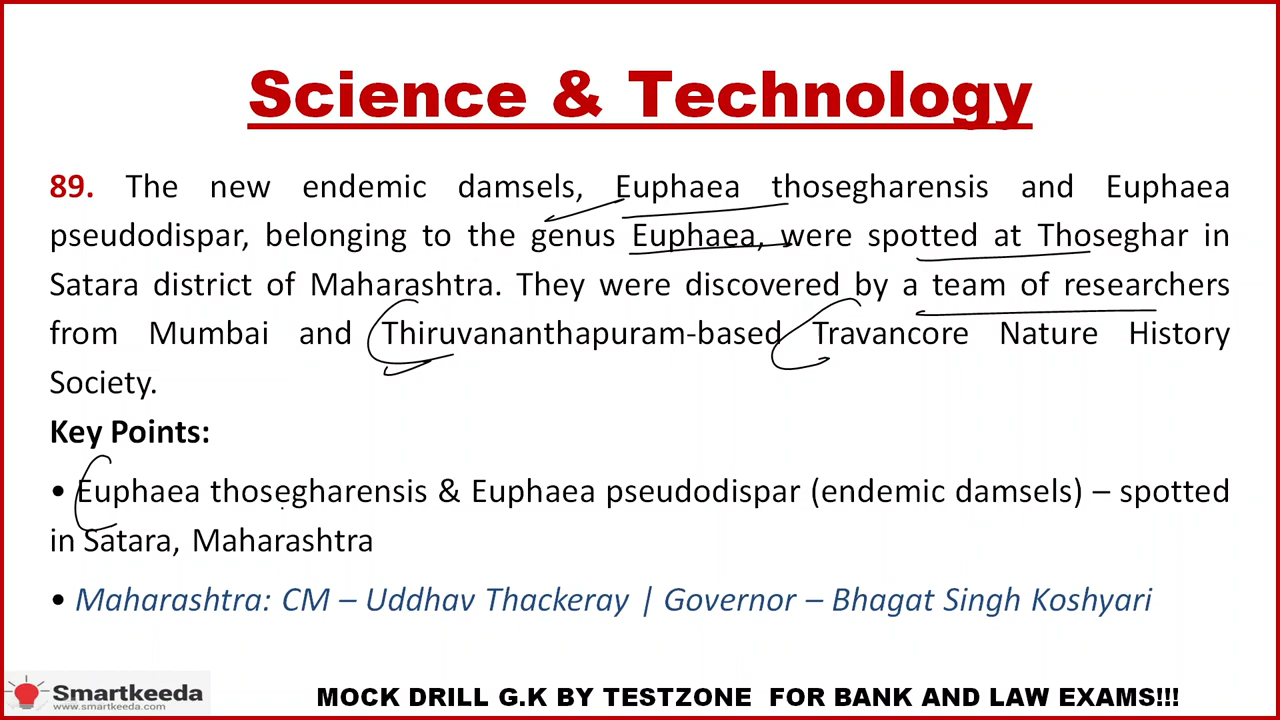 Science & Technology
89. The new endemic damsels, Euphaea thosegharensis and Euphaea
pseudodispar, belonging to the genus Euphaea, were spotted at Thoseghar in
Satara district of Maharashtra. They were discovered by a team of researchers
from Mumbai and Thiruvananthapuram-based Travancore Nature History
Society.
Key Points:
• Euphaea thosegharensis & Euphaea pseudodispar (endemic damsels) – spotted
in Satara, Maharashtra
• Maharashtra: CM – Uddhav Thackeray | Governor – Bhagat Singh Koshyari
Smartkeeda
www.smartkeeda.com
MOCK DRILL G.K BY TESTZONE FOR BANK AND LAW EXAMS!!!